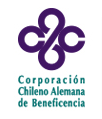 Corporación
Chileno Alemana
de Beneficencia